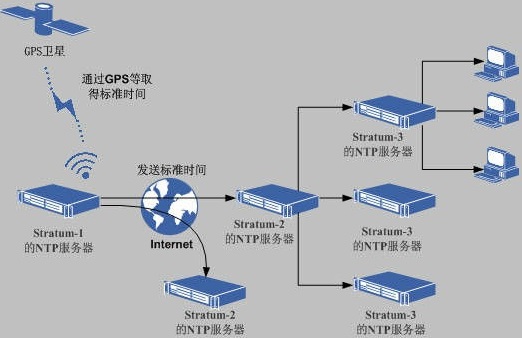 GPS卫星
通过GPS等取
得标准时间
发送标准时间
Internet
Stratum-1
的NTP服务器
Stratum-2
的NTP服务器
Stratum-2
的NTP服务器
Stratum-3
的NTP服务器
Stratum-3
的NTP服务器
Stratum-3
的NTP服务器